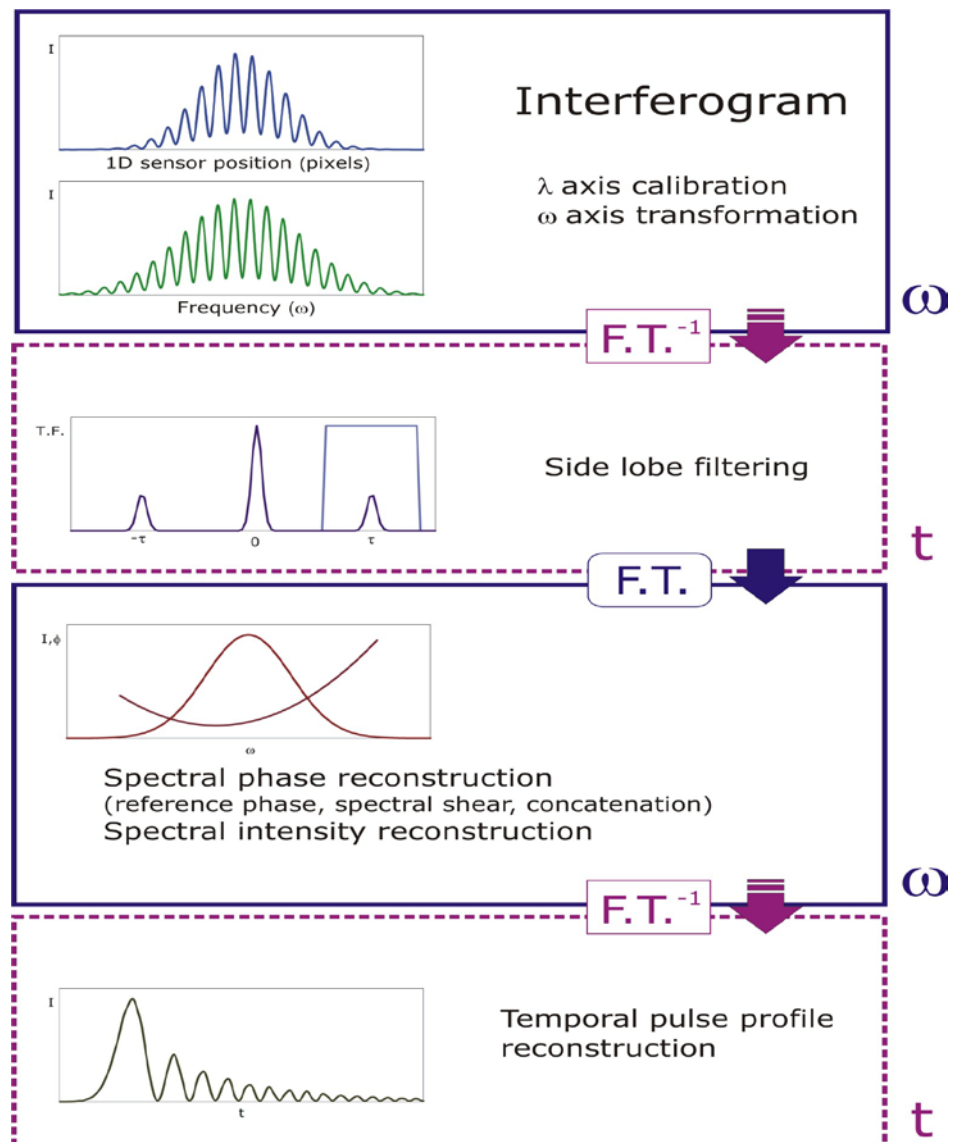 I
1D sensor position (pixels)
I
Frequency (ω)
Interferogram
λ axis calibration
ω axis transformation
ω
F.T.⁻¹
T.F.
-τ
0
τ
Side lobe filtering
t
F.T.
I,ϕ
ω
Spectral phase reconstruction
(reference phase, spectral shear, concatenation)
Spectral intensity reconstruction
ω
F.T.⁻¹
I
t
Temporal pulse profile
reconstruction
t